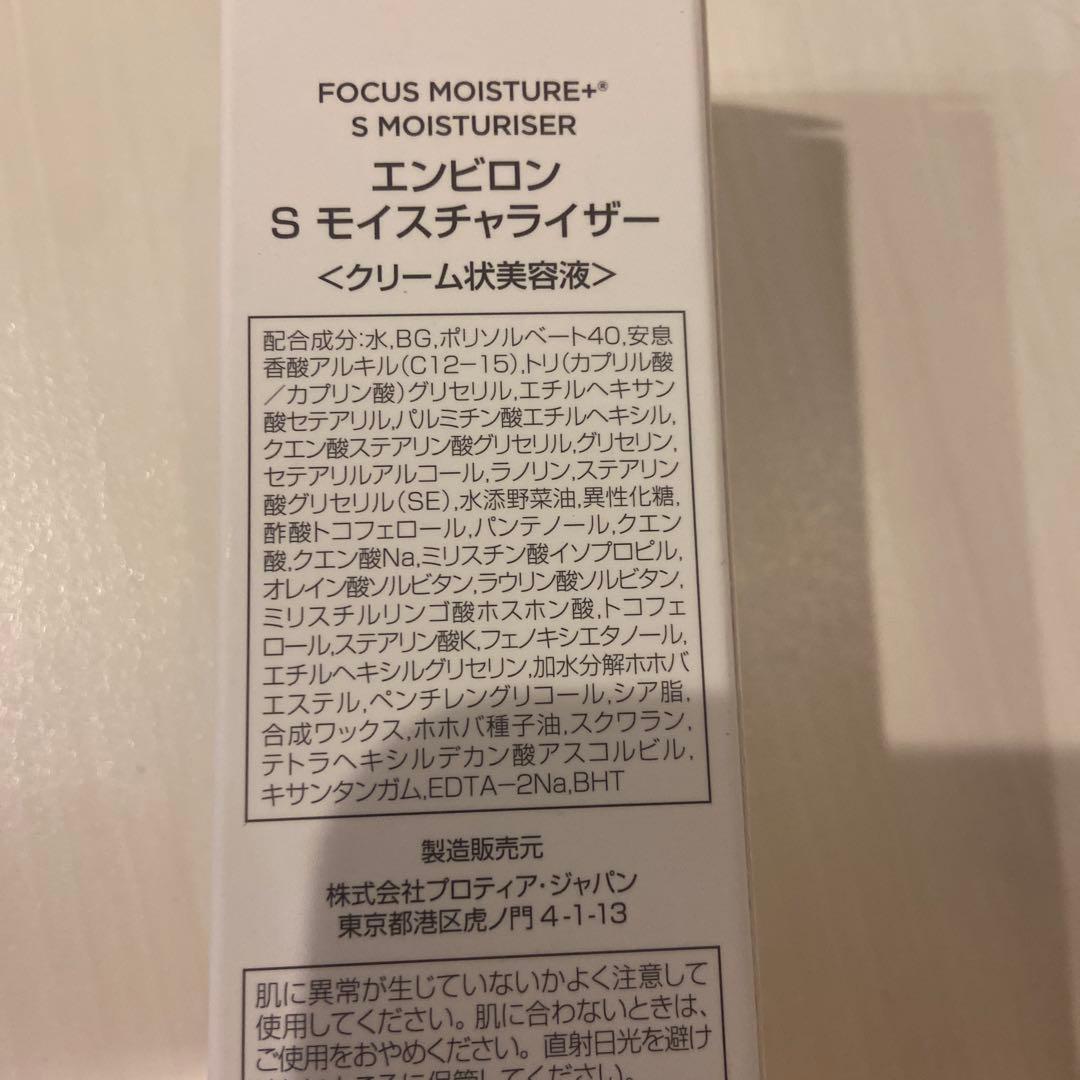 FOCUS MOISTURE+®
S MOISTURISER
エンビロン
S モイスチャライザー
<クリーム状美容液>
配合成分:水,BG,ポリソルベート40,安息
香酸アルキル(C12-15),トリ(カプリル酸
/カプリン酸)グリセリル,エチルヘキサン
酸セテアリル,パルミチン酸エチルヘキシル,
クエン酸ステアリン酸グリセリル,グリセリン,
セテアリルアルコール,ラノリン,ステアリン
酸グリセリル(SE),水添野菜油,異性化糖,
酢酸トコフェロール,パンテノール,クエン
酸,クエン酸Na,ミリスチン酸イソプロピル,
オレイン酸ソルビタン,ラウリン酸ソルビタン,
ミリスチルリンゴ酸ホスホン酸,トコフェ
ロール,ステアリン酸K,フェノキシエタノール,
エチルヘキシルグリセリン,加水分解ホホバ
エステル,ペンチレングリコール,シア脂,
合成ワックス,ホホバ種子油,スクワラン,
テトラヘキシルデカン酸アスコルビル,
キサンタンガム,EDTA-2Na,BHT
製造販売元
株式会社プロティア・ジャパン
東京都港区虎ノ門4-1-13
肌に異常が生じていないかよく注意して
使用してください。肌に合わないときは、
ご使用をおやめください。直射日光を避け
ところに保管してください。